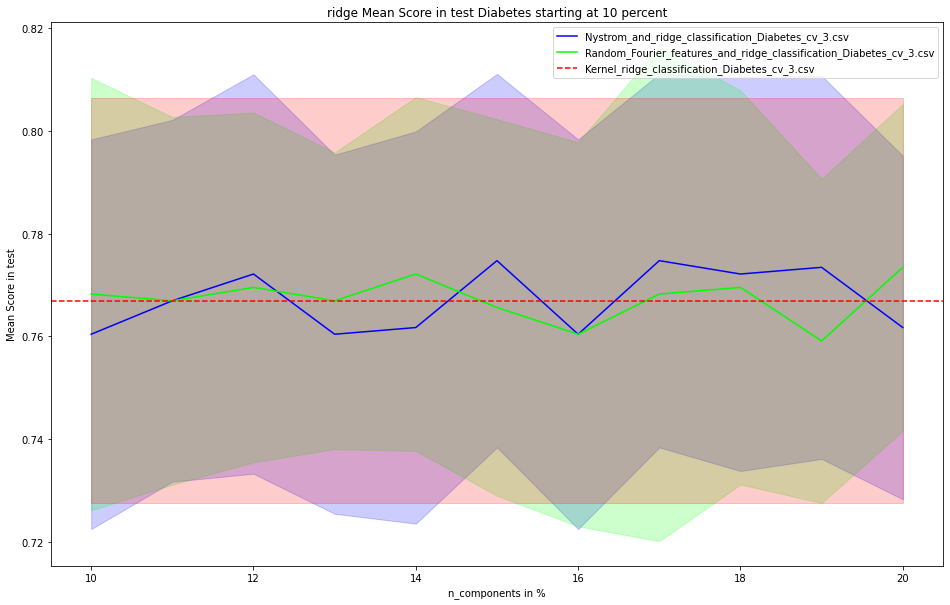 ridge Mean Score in test Diabetes starting at 10 percent
Nystrom_and_ridge_classification_Diabetes_cv_3.csv
Random_Fourier_features_and_ridge_classification_Diabetes_cv_3.csv
Kernel_ridge_classification_Diabetes_cv_3.csv
Mean Score in test
0.82
0.80
0.78
0.76
0.74
0.72
10 12 14 16 18 20
n_components in %